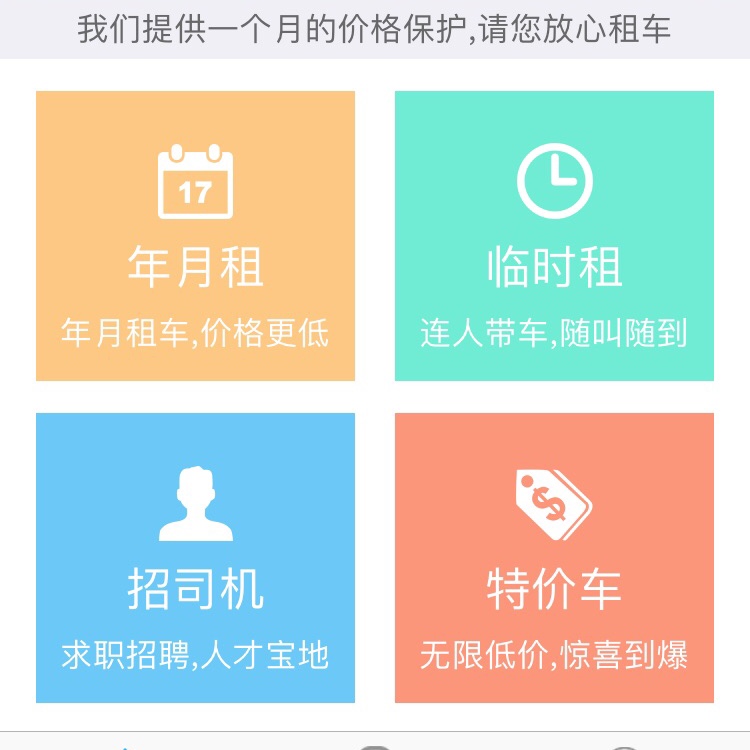 我们提供一个月的价格保护,请您放心租车
17
年月租
年月租车,价格更低
临时租
连人带车,随叫随到
招司机
求职招聘,人才宝地
$
特价车
无限低价,惊喜到爆